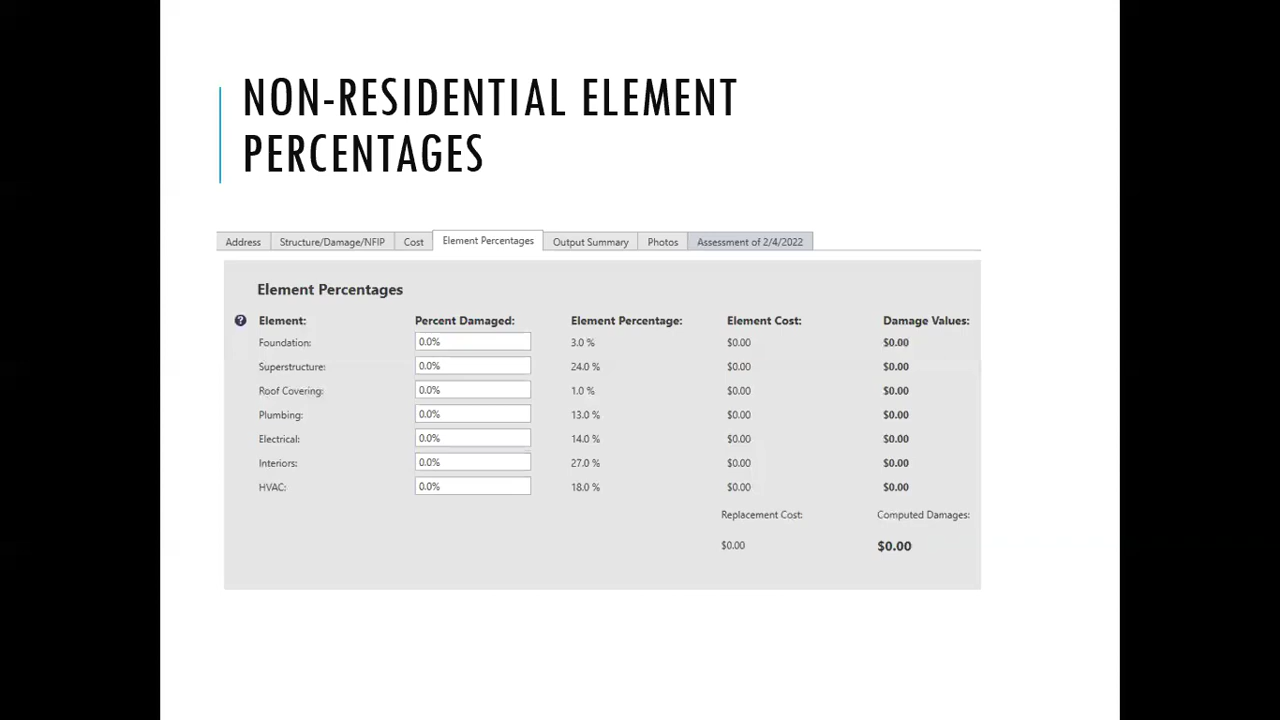 NON-RESIDENTIAL ELEMENT
PERCENTAGES
Address Structure/Damage/NFIP Cost Element Percentages Output Summary Photos Assessment of 2/4/2022
Element Percentages
? Element: Percent Damaged: Element Percentage: Element Cost: Damage Values:
Foundation: 0.0% 3.0 % $0.00 $0.00
Superstructure: 0.0% 24.0 % $0.00 $0.00
Roof Covering: 0.0% 1.0 % $0.00 $0.00
Plumbing: 0.0% 13.0 % $0.00 $0.00
Electrical: 0.0% 14.0 % $0.00 $0.00
Interiors: 0.0% 27.0 % $0.00 $0.00
HVAC: 0.0% 18.0 % $0.00 $0.00
Replacement Cost: Computed Damages:
$0.00 $0.00